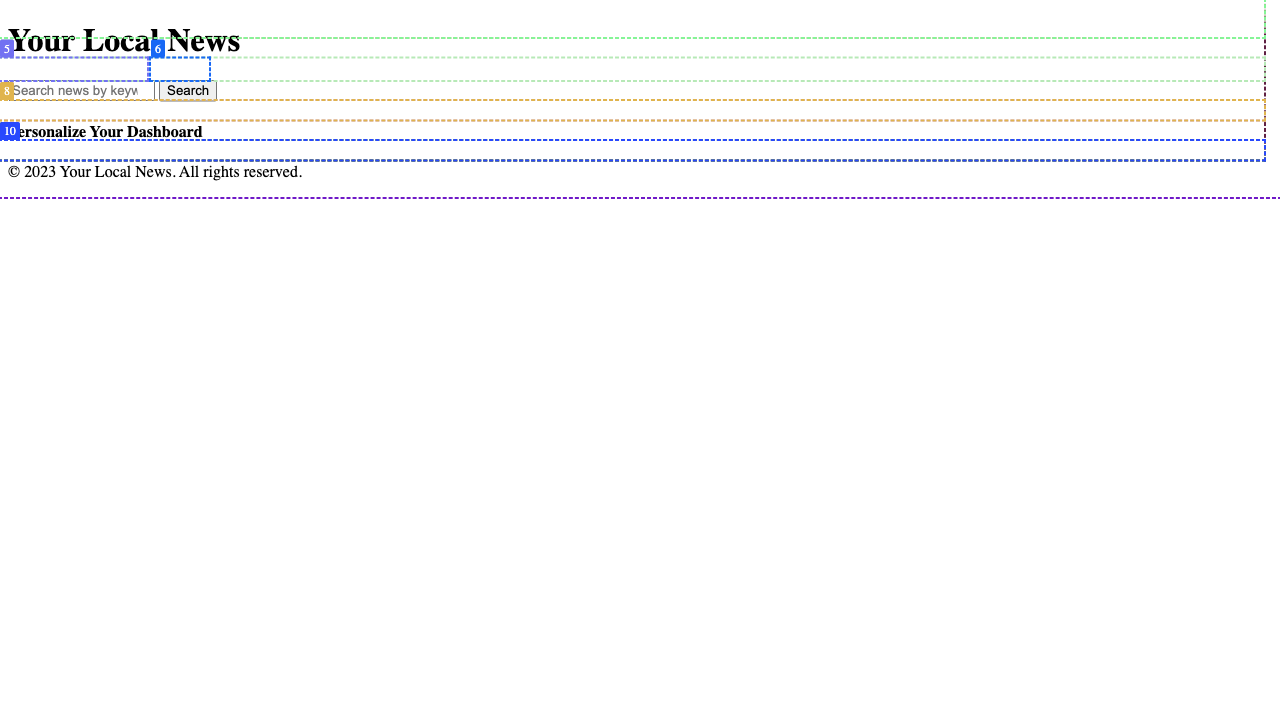 Your Local News
5
6
8
Search news by keyw
Search
10
Personalize Your Dashboard
© 2023 Your Local News. All rights reserved.